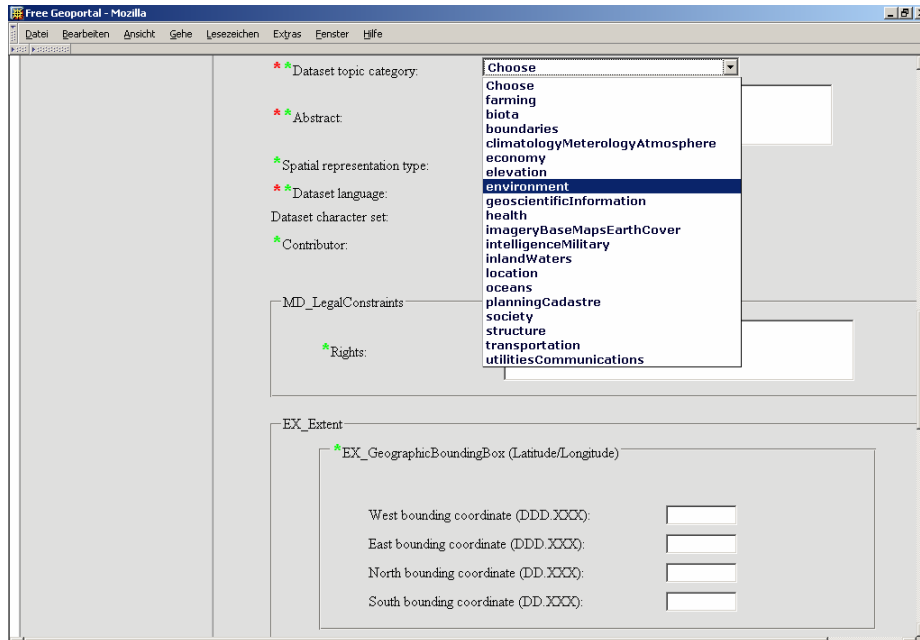 Free Geoportal - Mozilla
Datei Bearbeiten Ansicht Gehe Lesezeichen Extras Fenster Hilfe
* * Dataset topic category: Choose
Choose
farming
biota
boundaries
climatologyMeterologyAtmosphere
economy
elevation
environment
geoscientificInformation
health
imageryBaseMapsEarthCover
intelligenceMilitary
inlandWaters
location
oceans
planningCadastre
society
structure
transportation
utilitiesCommunications
* * Abstract:
* Spatial representation type:
* * Dataset language:
Dataset character set:
* Contributor:
MD_LegalConstraints
* Rights:
EX_Extent
* EX_GeographicBoundingBox (Latitude/Longitude)
West bounding coordinate (DDD.XXX):
East bounding coordinate (DDD.XXX):
North bounding coordinate (DD.XXX):
South bounding coordinate (DD.XXX):